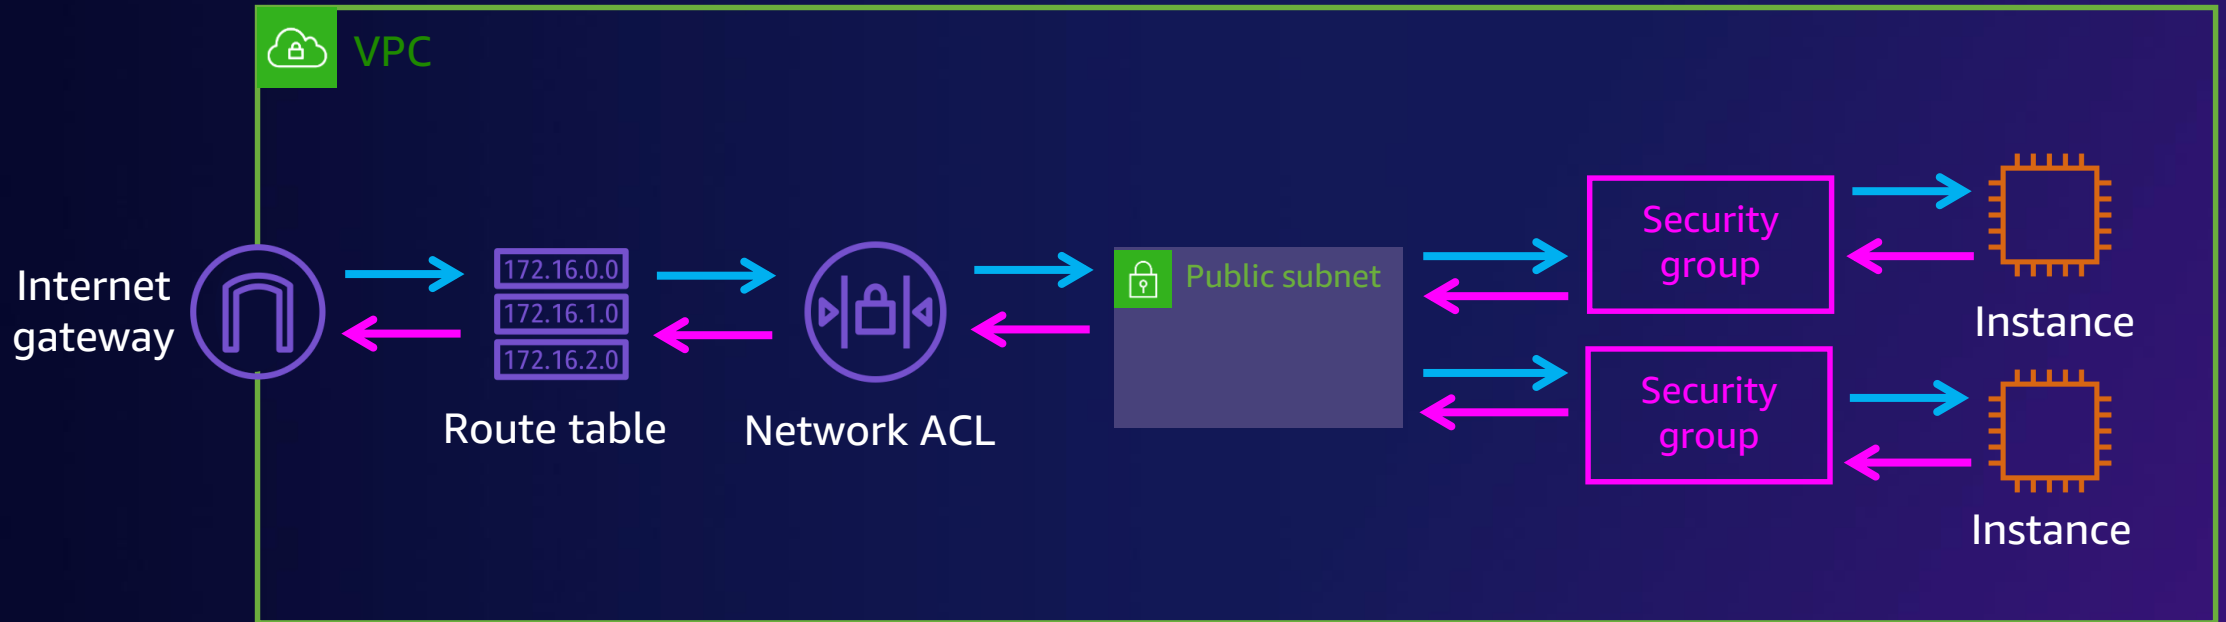 VPC
Internet
gateway
172.16.0.0
172.16.1.0
172.16.2.0
Route table
Network ACL
Public subnet
Security
group
Instance
Security
group
Instance